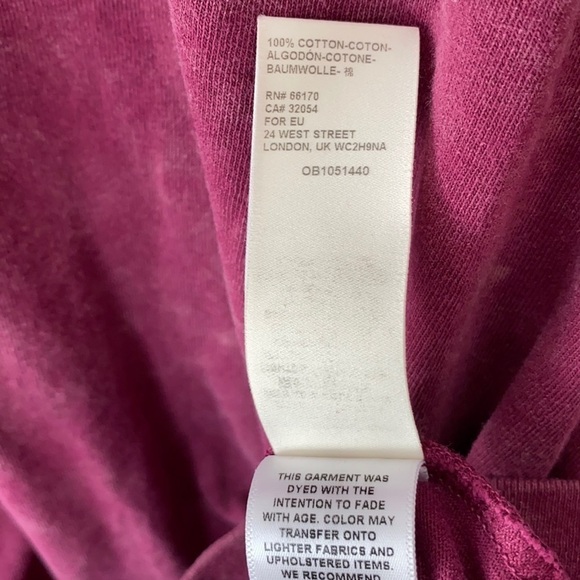 100% COTTON-COTON-
ALGODÓN-COTONE-
BAUMWOLLE- 棉
RN# 66170
CA# 32054
FOR EU
24 WEST STREET
LONDON, UK WC2H9NA
OB1051440
THIS GARMENT WAS
DYED WITH THE
INTENTION TO FADE
WITH AGE. COLOR MAY
TRANSFER ONTO
LIGHTER FABRICS AND
UPHOLSTERED ITEMS.
WE RECOMMEND